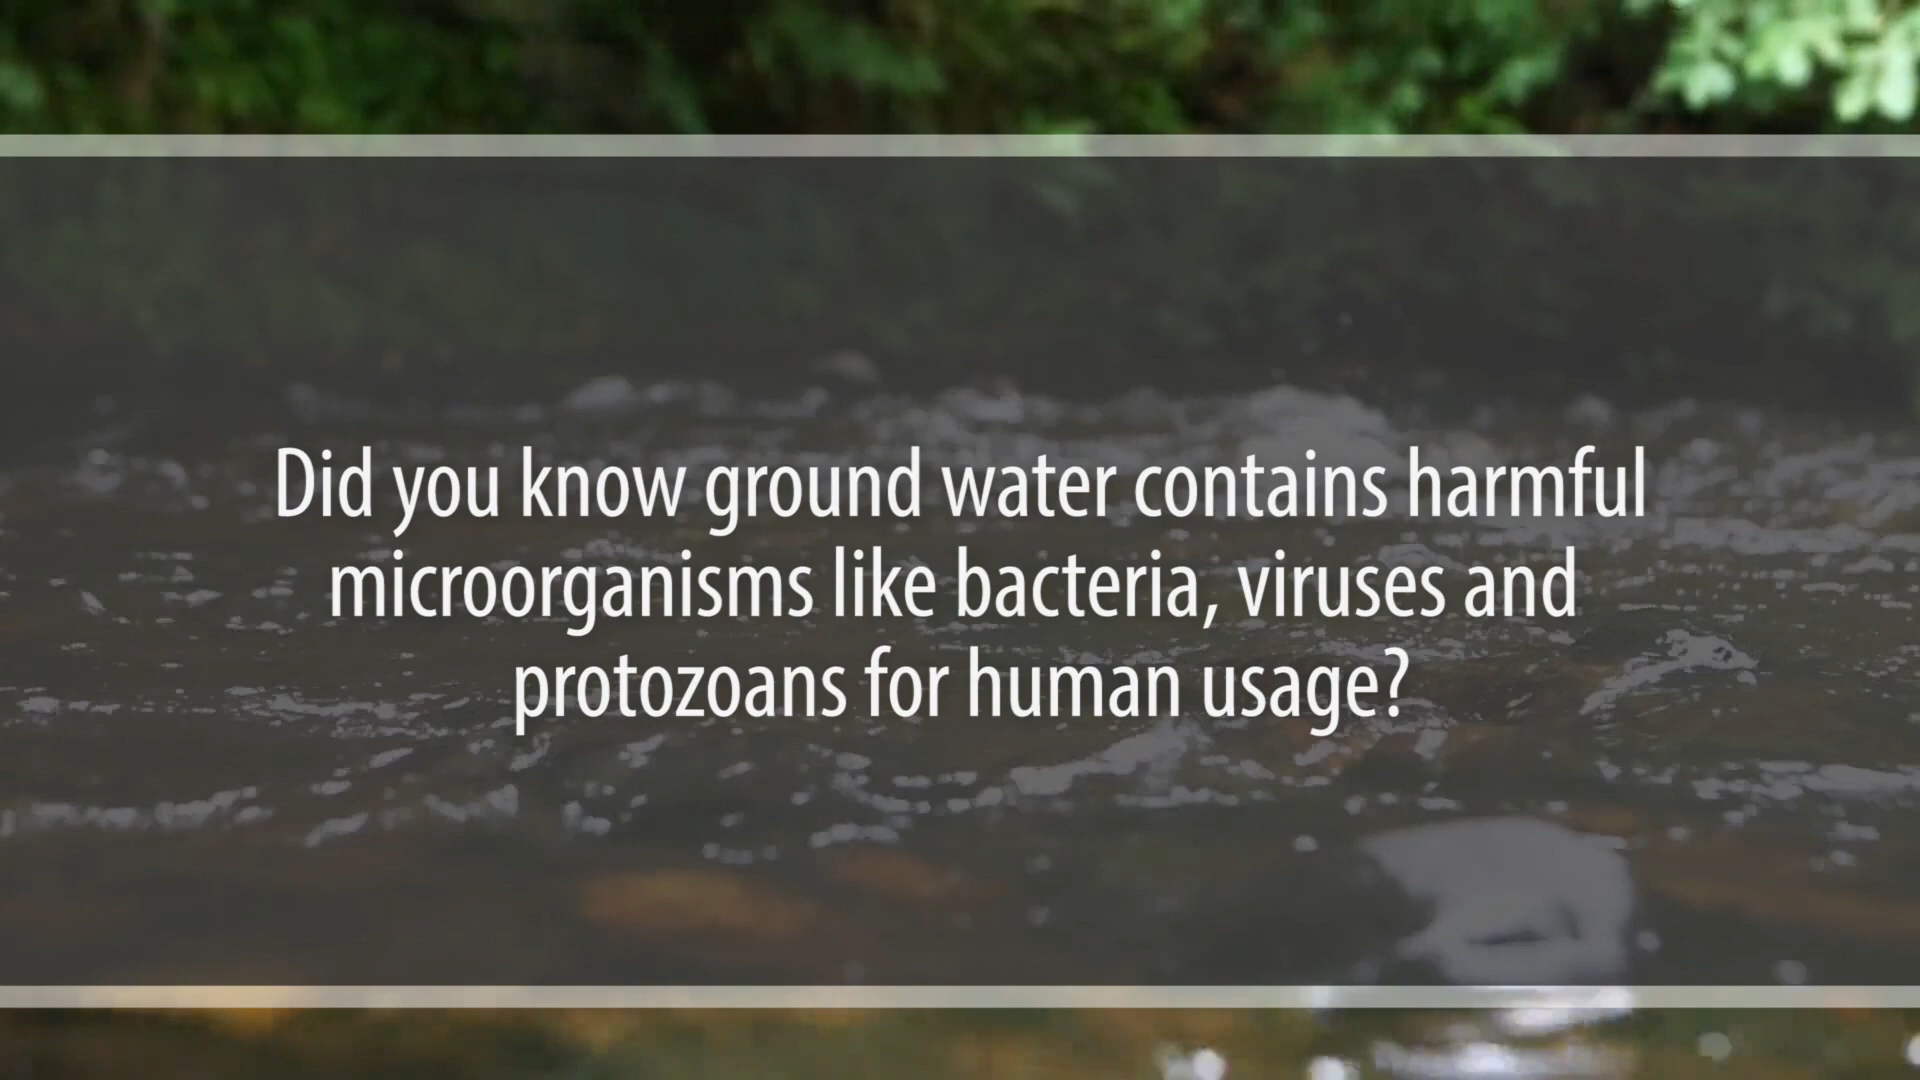 Did you know ground water contains harmful
microorganisms like bacteria, viruses and
protozoans for human usage?